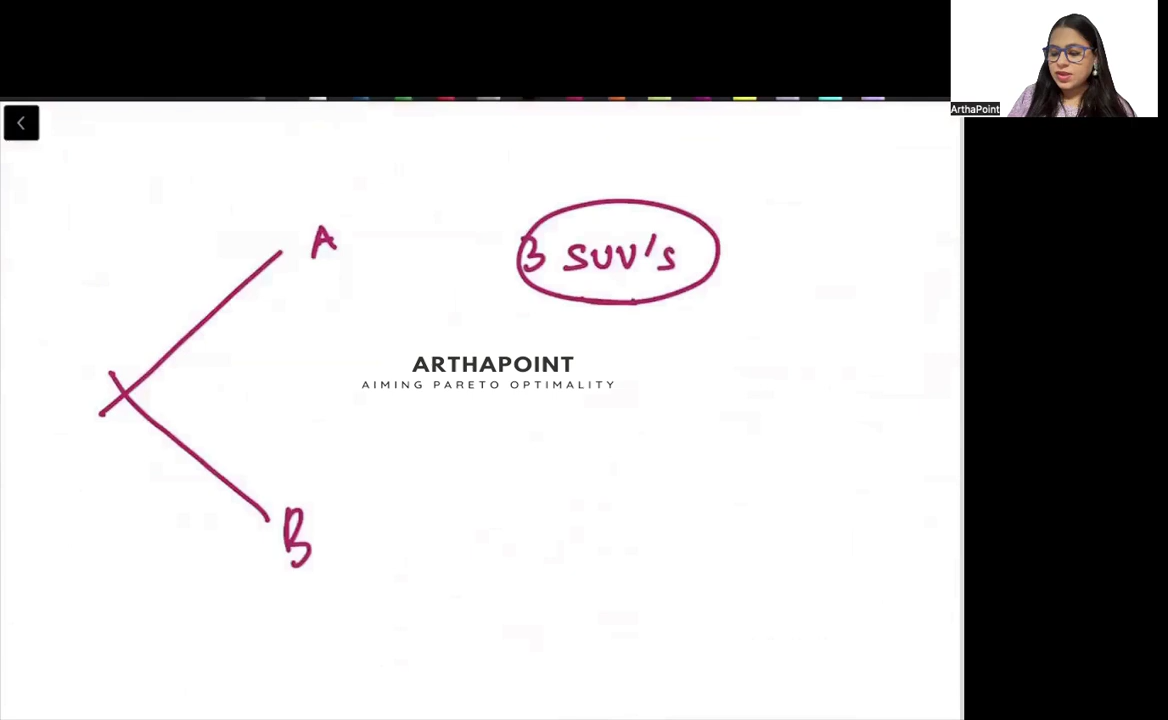 ArthaPoint
A
3 SUV's
ARTHAPOINT
AIMING PARETO OPTIMALITY
B